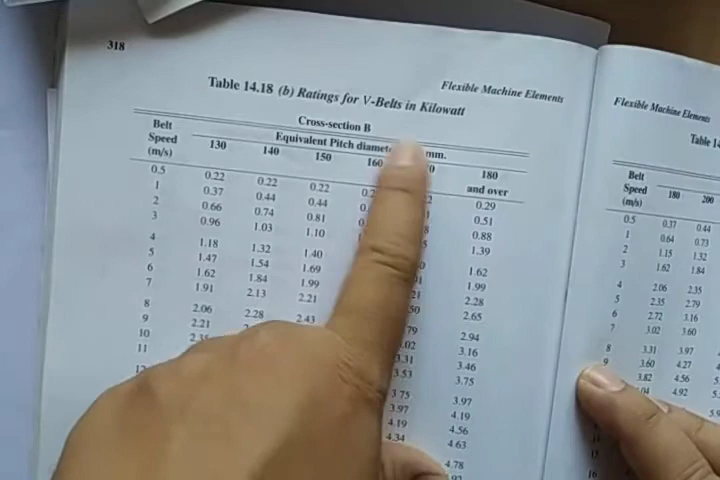 318
Flexible Machine Elements
Table 14.18 (b) Ratings for V-Belts in Kilowatt
Cross-section B
Belt Speed (m/s)
Equivalent Pitch mm.
130 140 150 160 180 and over
0.5 0.22 0.22 0.22 0.29
1 0.37 0.44 0.44 0.51
2 0.66 0.74 0.81 0.88
3 0.96 1.03 1.10 1.39
4 1.18 1.32 1.40 1.62
5 1.47 1.54 1.69 1.99
6 1.62 1.84 1.99 2.28
7 1.91 2.13 2.21 2.65
8 2.06 2.28 2.43 2.94
9 2.21 3.16
10 3.31 3.46
11 3.53 3.75
3.75 3.97
3.97 4.19
4.19 4.56
4.34 4.63
4.78
Flexible Machine Elements
Table
Belt Speed (m/s)
180 200
0.5 0.37 0.44
1 0.64 0.73
2 1.15 1.32
3 1.62 1.84
4 2.06 2.35
5 2.35 2.79
6 2.72 3.16
7 3.02 3.60
8 3.31 3.97
9 3.60 4.27
3.82 4.56
4.92
15
16